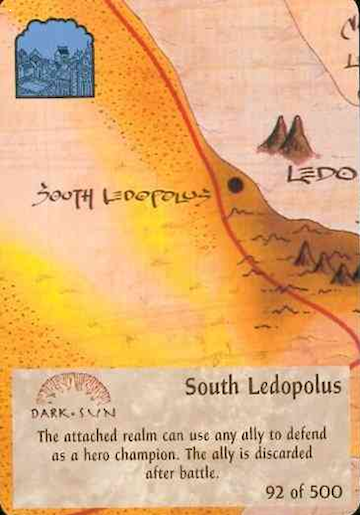 LEDO
SOUTH LEDOPOLUS
DARK·SUN
South Ledopolus
The attached realm can use any ally to defend
as a hero champion. The ally is discarded
after battle.
92 of 500